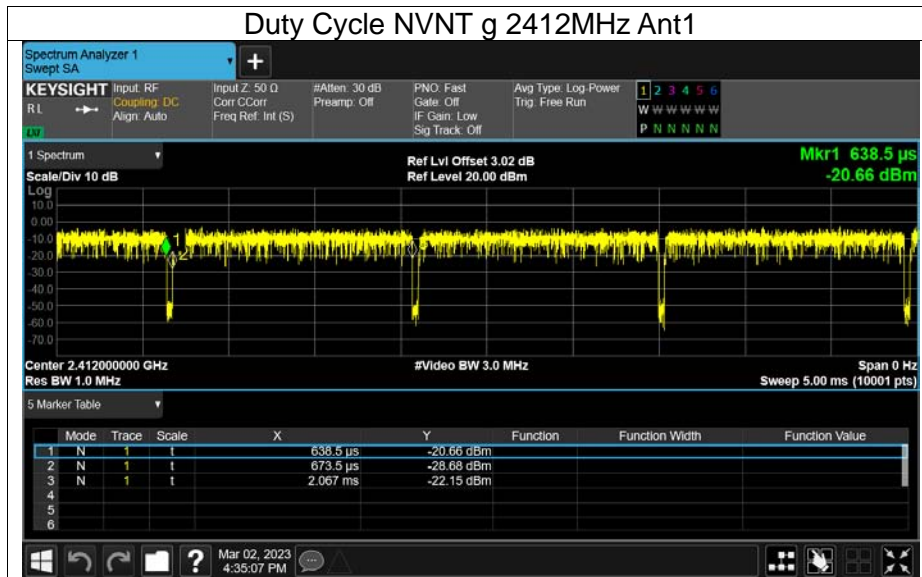 Duty Cycle NVNT g 2412MHz Ant1
Spectrum Analyzer 1
Swept SA
+
KEYSIGHT Input: RF Input Z: 50 Ω #Atten: 30 dB PNO: Fast Avg Type: Log-Power 1 2 3 4 5 6
RL Coupling: DC Corr CCorr Preamp: Off Gate: Off Trig: Free Run W W W W W W
Align: Auto Freq Ref: Int (S) IF Gain: Low
LXI Sig Track: Off P N N N N N
1 Spectrum Ref Lvl Offset 3.02 dB Mkr1 638.5 µs
Scale/Div 10 dB Ref Level 20.00 dBm -20.66 dBm
Log
10.0
0.00
-10.0
-20.0
-30.0
-40.0
-50.0
-60.0
-70.0
1
2
3
Center 2.412000000 GHz #Video BW 3.0 MHz Span 0 Hz
Res BW 1.0 MHz Sweep 5.00 ms (10001 pts)
5 Marker Table
Mode Trace Scale X Y Function Function Width Function Value
1 N 1 t 638.5 µs -20.66 dBm
2 N 1 t 673.5 µs -28.68 dBm
3 N 1 t 2.067 ms -22.15 dBm
4
5
6
? Mar 02, 2023
4:35:07 PM